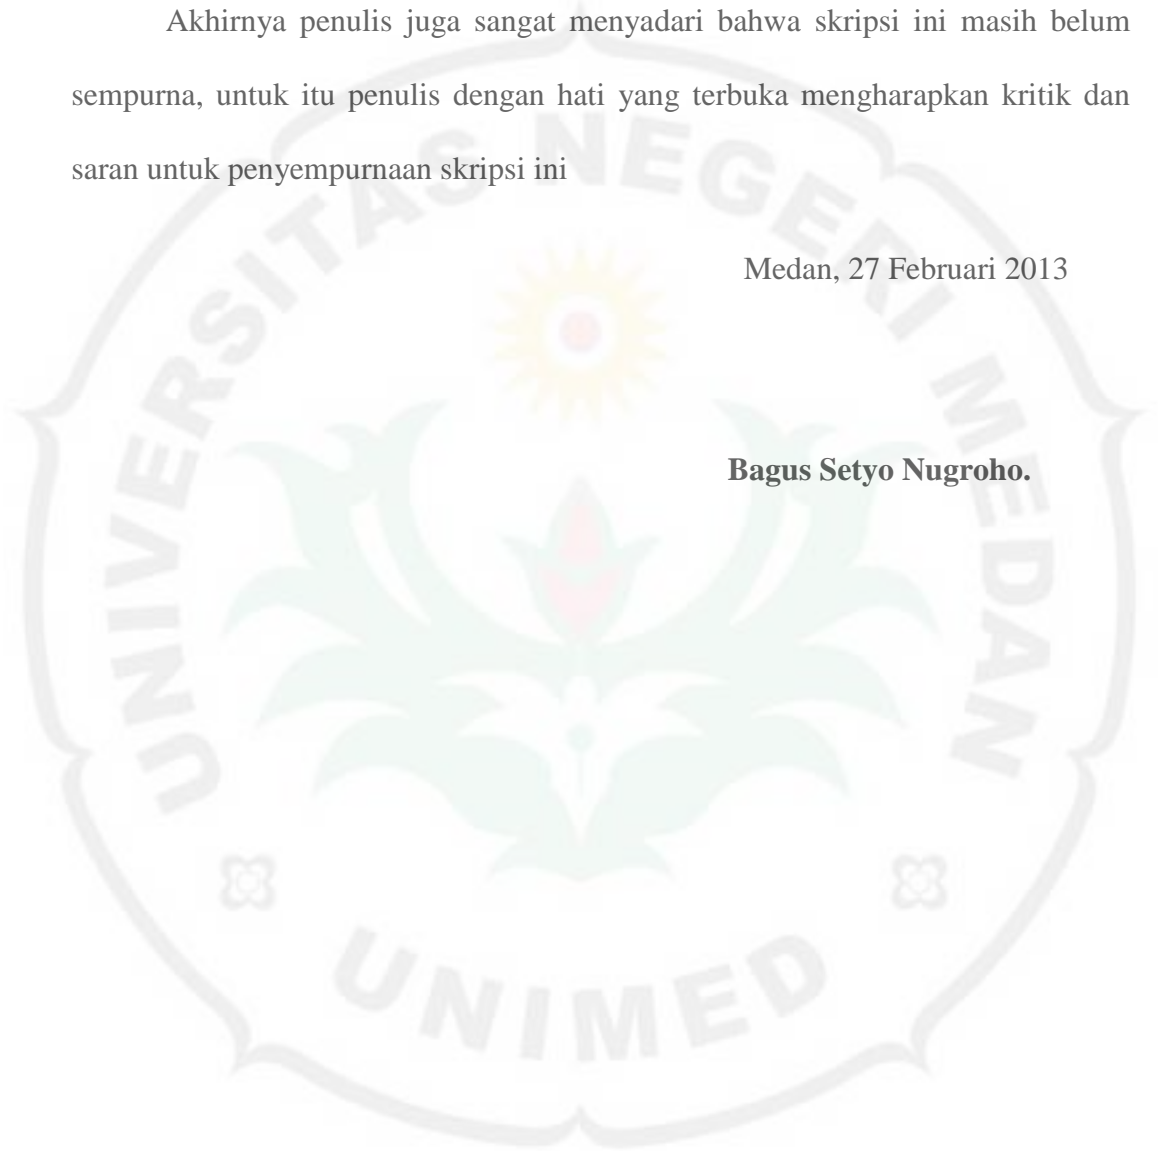 Akhirnya penulis juga sangat menyadari bahwa skripsi ini masih belum
sempurna, untuk itu penulis dengan hati yang terbuka mengharapkan kritik dan
saran untuk penyempurnaan skripsi ini
Medan, 27 Februari 2013
Bagus Setyo Nugroho.
UNIVERSITAS NEGERI MEDAN
UNIMED